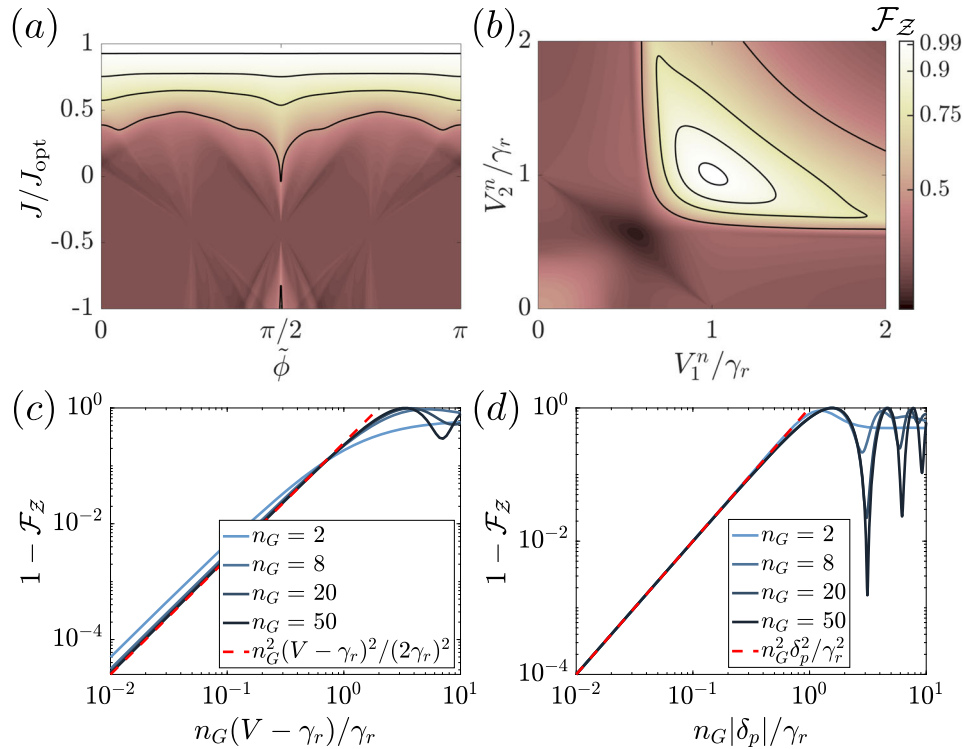 (a)
1
0.5
0
-0.5
-1
J/J_opt
0
π/2
π
ϕ̃
(b)
2
1
0
V_2^n/γ_r
0
1
2
V_1^n/γ_r
ℱ_𝒵
0.99
0.9
0.75
0.5
(c)
10^0
10^-2
10^-4
1 − ℱ_𝒵
n_G = 2
n_G = 8
n_G = 20
n_G = 50
n_G^2(V − γ_r)^2/(2γ_r)^2
10^-2
10^-1
10^0
10^1
n_G(V − γ_r)/γ_r
(d)
10^0
10^-2
10^-4
1 − ℱ_𝒵
n_G = 2
n_G = 8
n_G = 20
n_G = 50
n_G^2δ_p^2/γ_r^2
10^-2
10^-1
10^0
10^1
n_G|δ_p|/γ_r